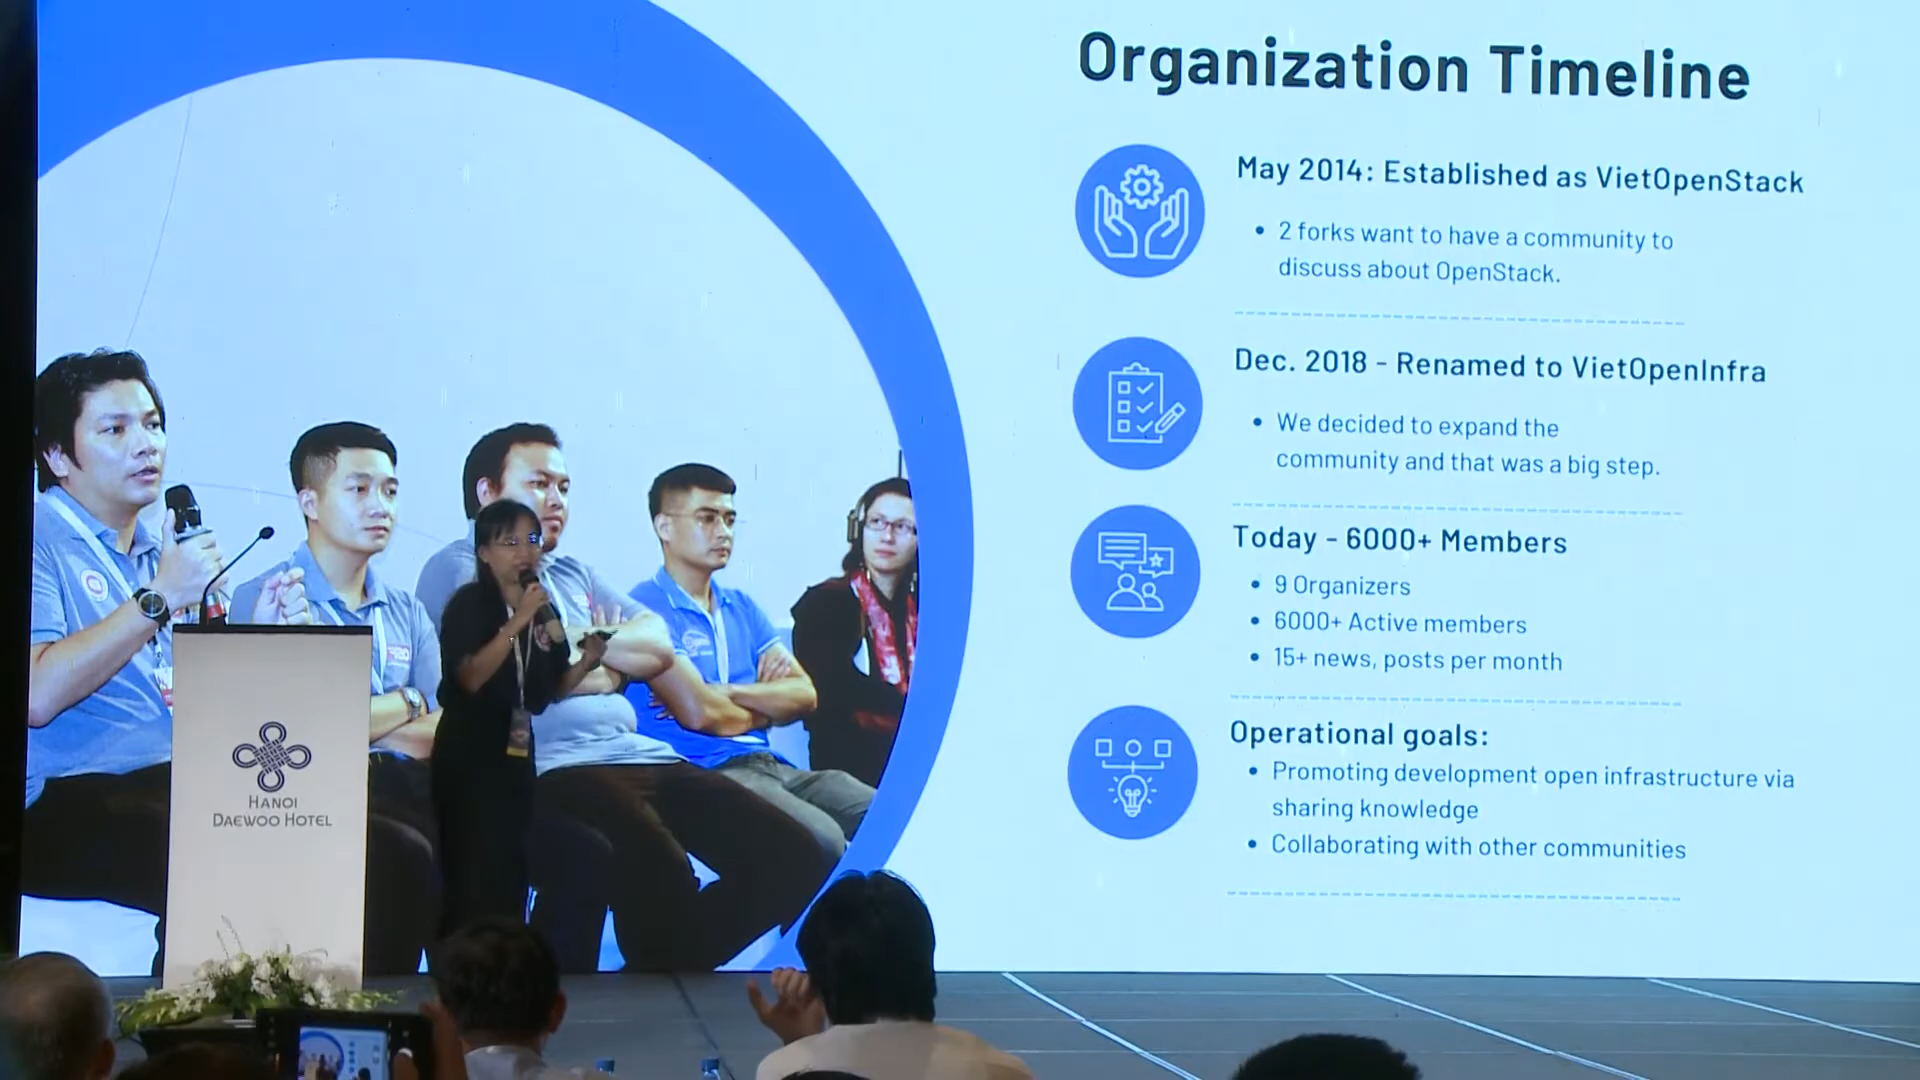 Organization Timeline
May 2014: Established as VietOpenStack
• 2 forks want to have a community to
discuss about OpenStack.
Dec. 2018 - Renamed to VietOpenInfra
• We decided to expand the
community and that was a big step.
Today - 6000+ Members
• 9 Organizers
• 6000+ Active members
• 15+ news, posts per month
Operational goals:
• Promoting development open infrastructure via
sharing knowledge
• Collaborating with other communities
HANOI
DAEWOO HOTEL